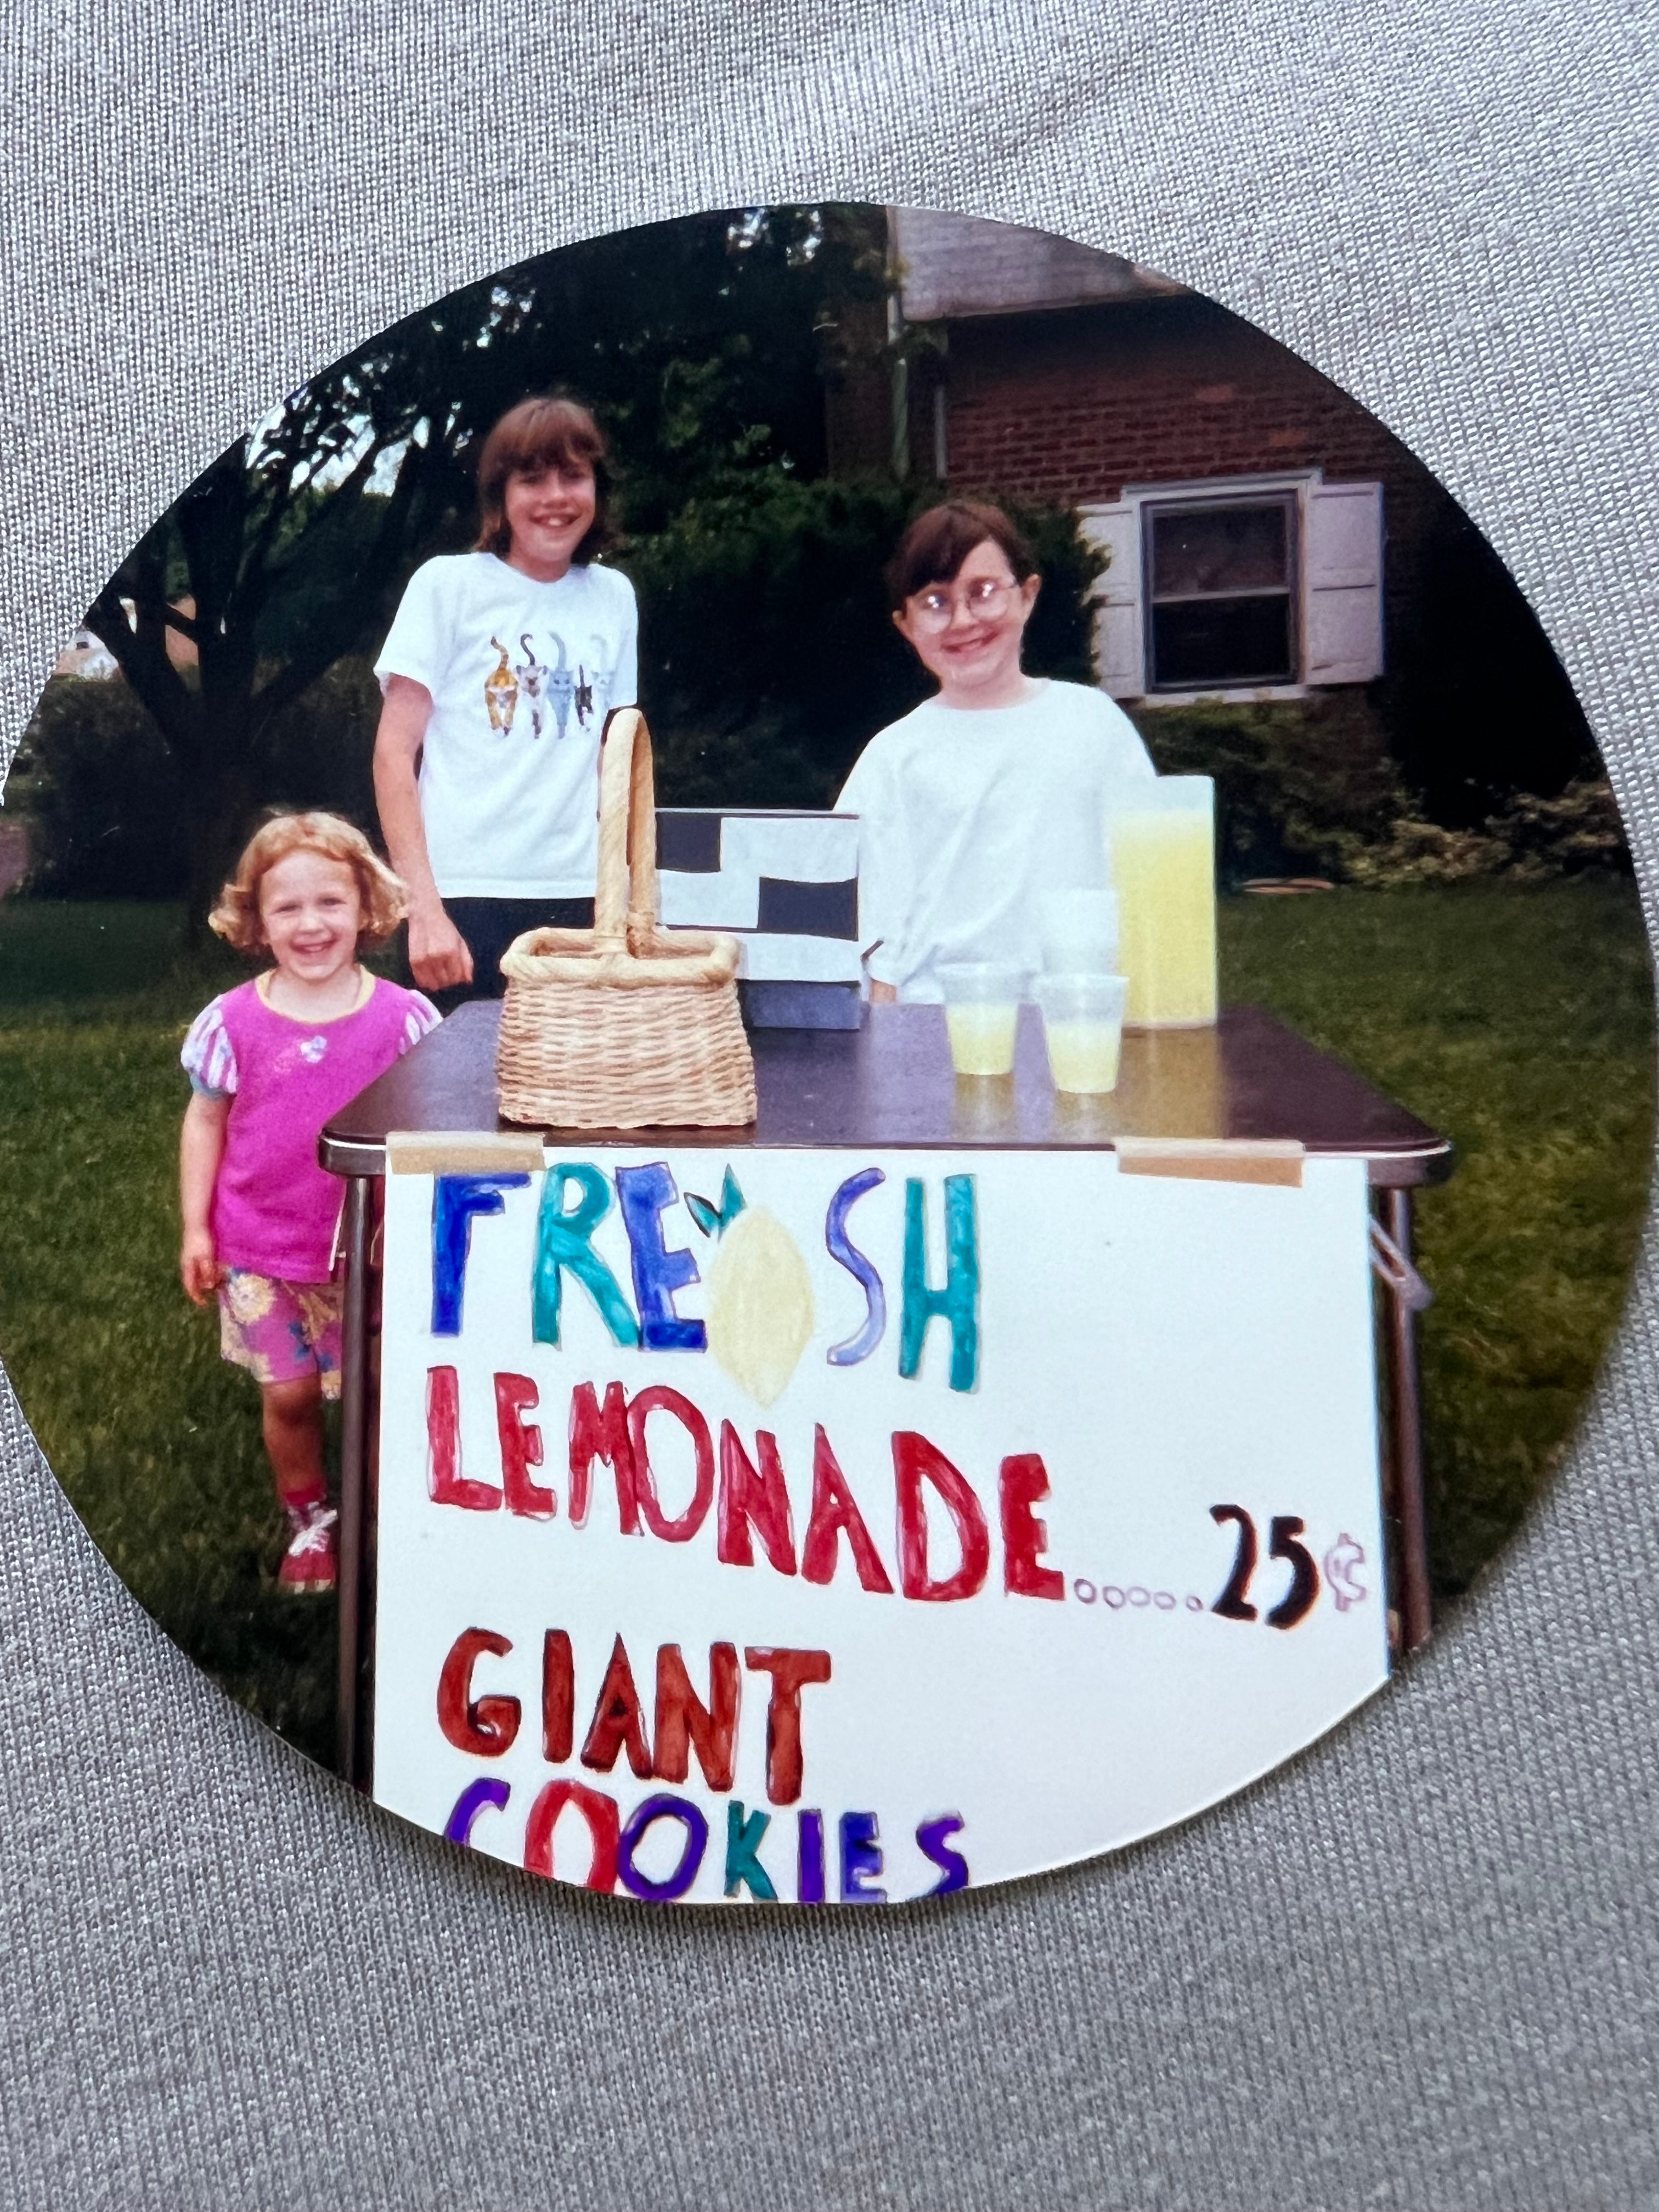 FRESH
LEMONADE.....25¢
GIANT
COOKIES